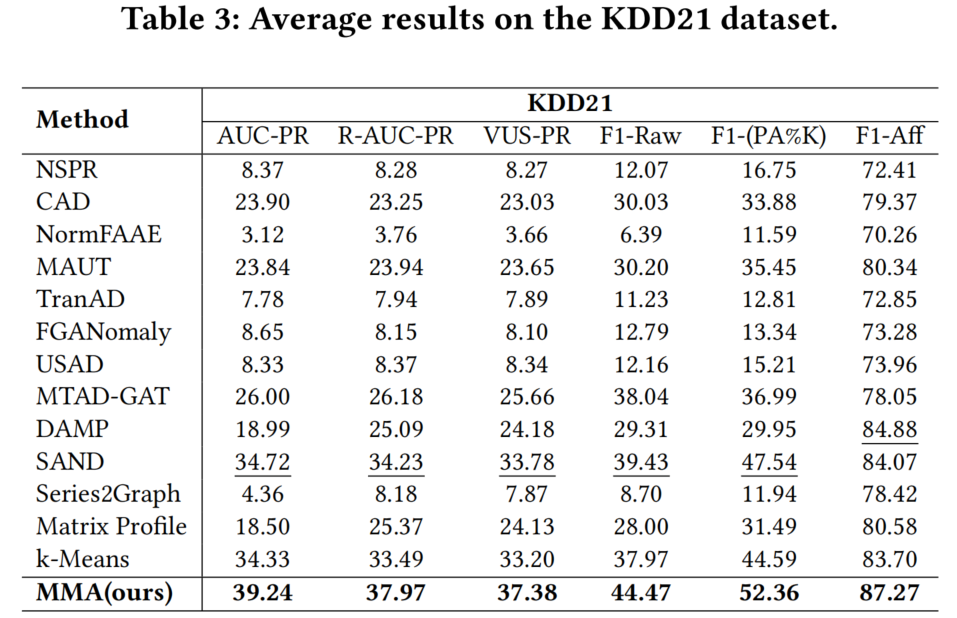 Table 3: Average results on the KDD21 dataset.
Method KDD21
AUC-PR R-AUC-PR VUS-PR F1-Raw F1-(PA%K) F1-Aff
NSPR 8.37 8.28 8.27 12.07 16.75 72.41
CAD 23.90 23.25 23.03 30.03 33.88 79.37
NormFAAE 3.12 3.76 3.66 6.39 11.59 70.26
MAUT 23.84 23.94 23.65 30.20 35.45 80.34
TranAD 7.78 7.94 7.89 11.23 12.81 72.85
FGANomaly 8.65 8.15 8.10 12.79 13.34 73.28
USAD 8.33 8.37 8.34 12.16 15.21 73.96
MTAD-GAT 26.00 26.18 25.66 38.04 36.99 78.05
DAMP 18.99 25.09 24.18 29.31 29.95 84.88
SAND 34.72 34.23 33.78 39.43 47.54 84.07
Series2Graph 4.36 8.18 7.87 8.70 11.94 78.42
Matrix Profile 18.50 25.37 24.13 28.00 31.49 80.58
k-Means 34.33 33.49 33.20 37.97 44.59 83.70
MMA(ours) 39.24 37.97 37.38 44.47 52.36 87.27